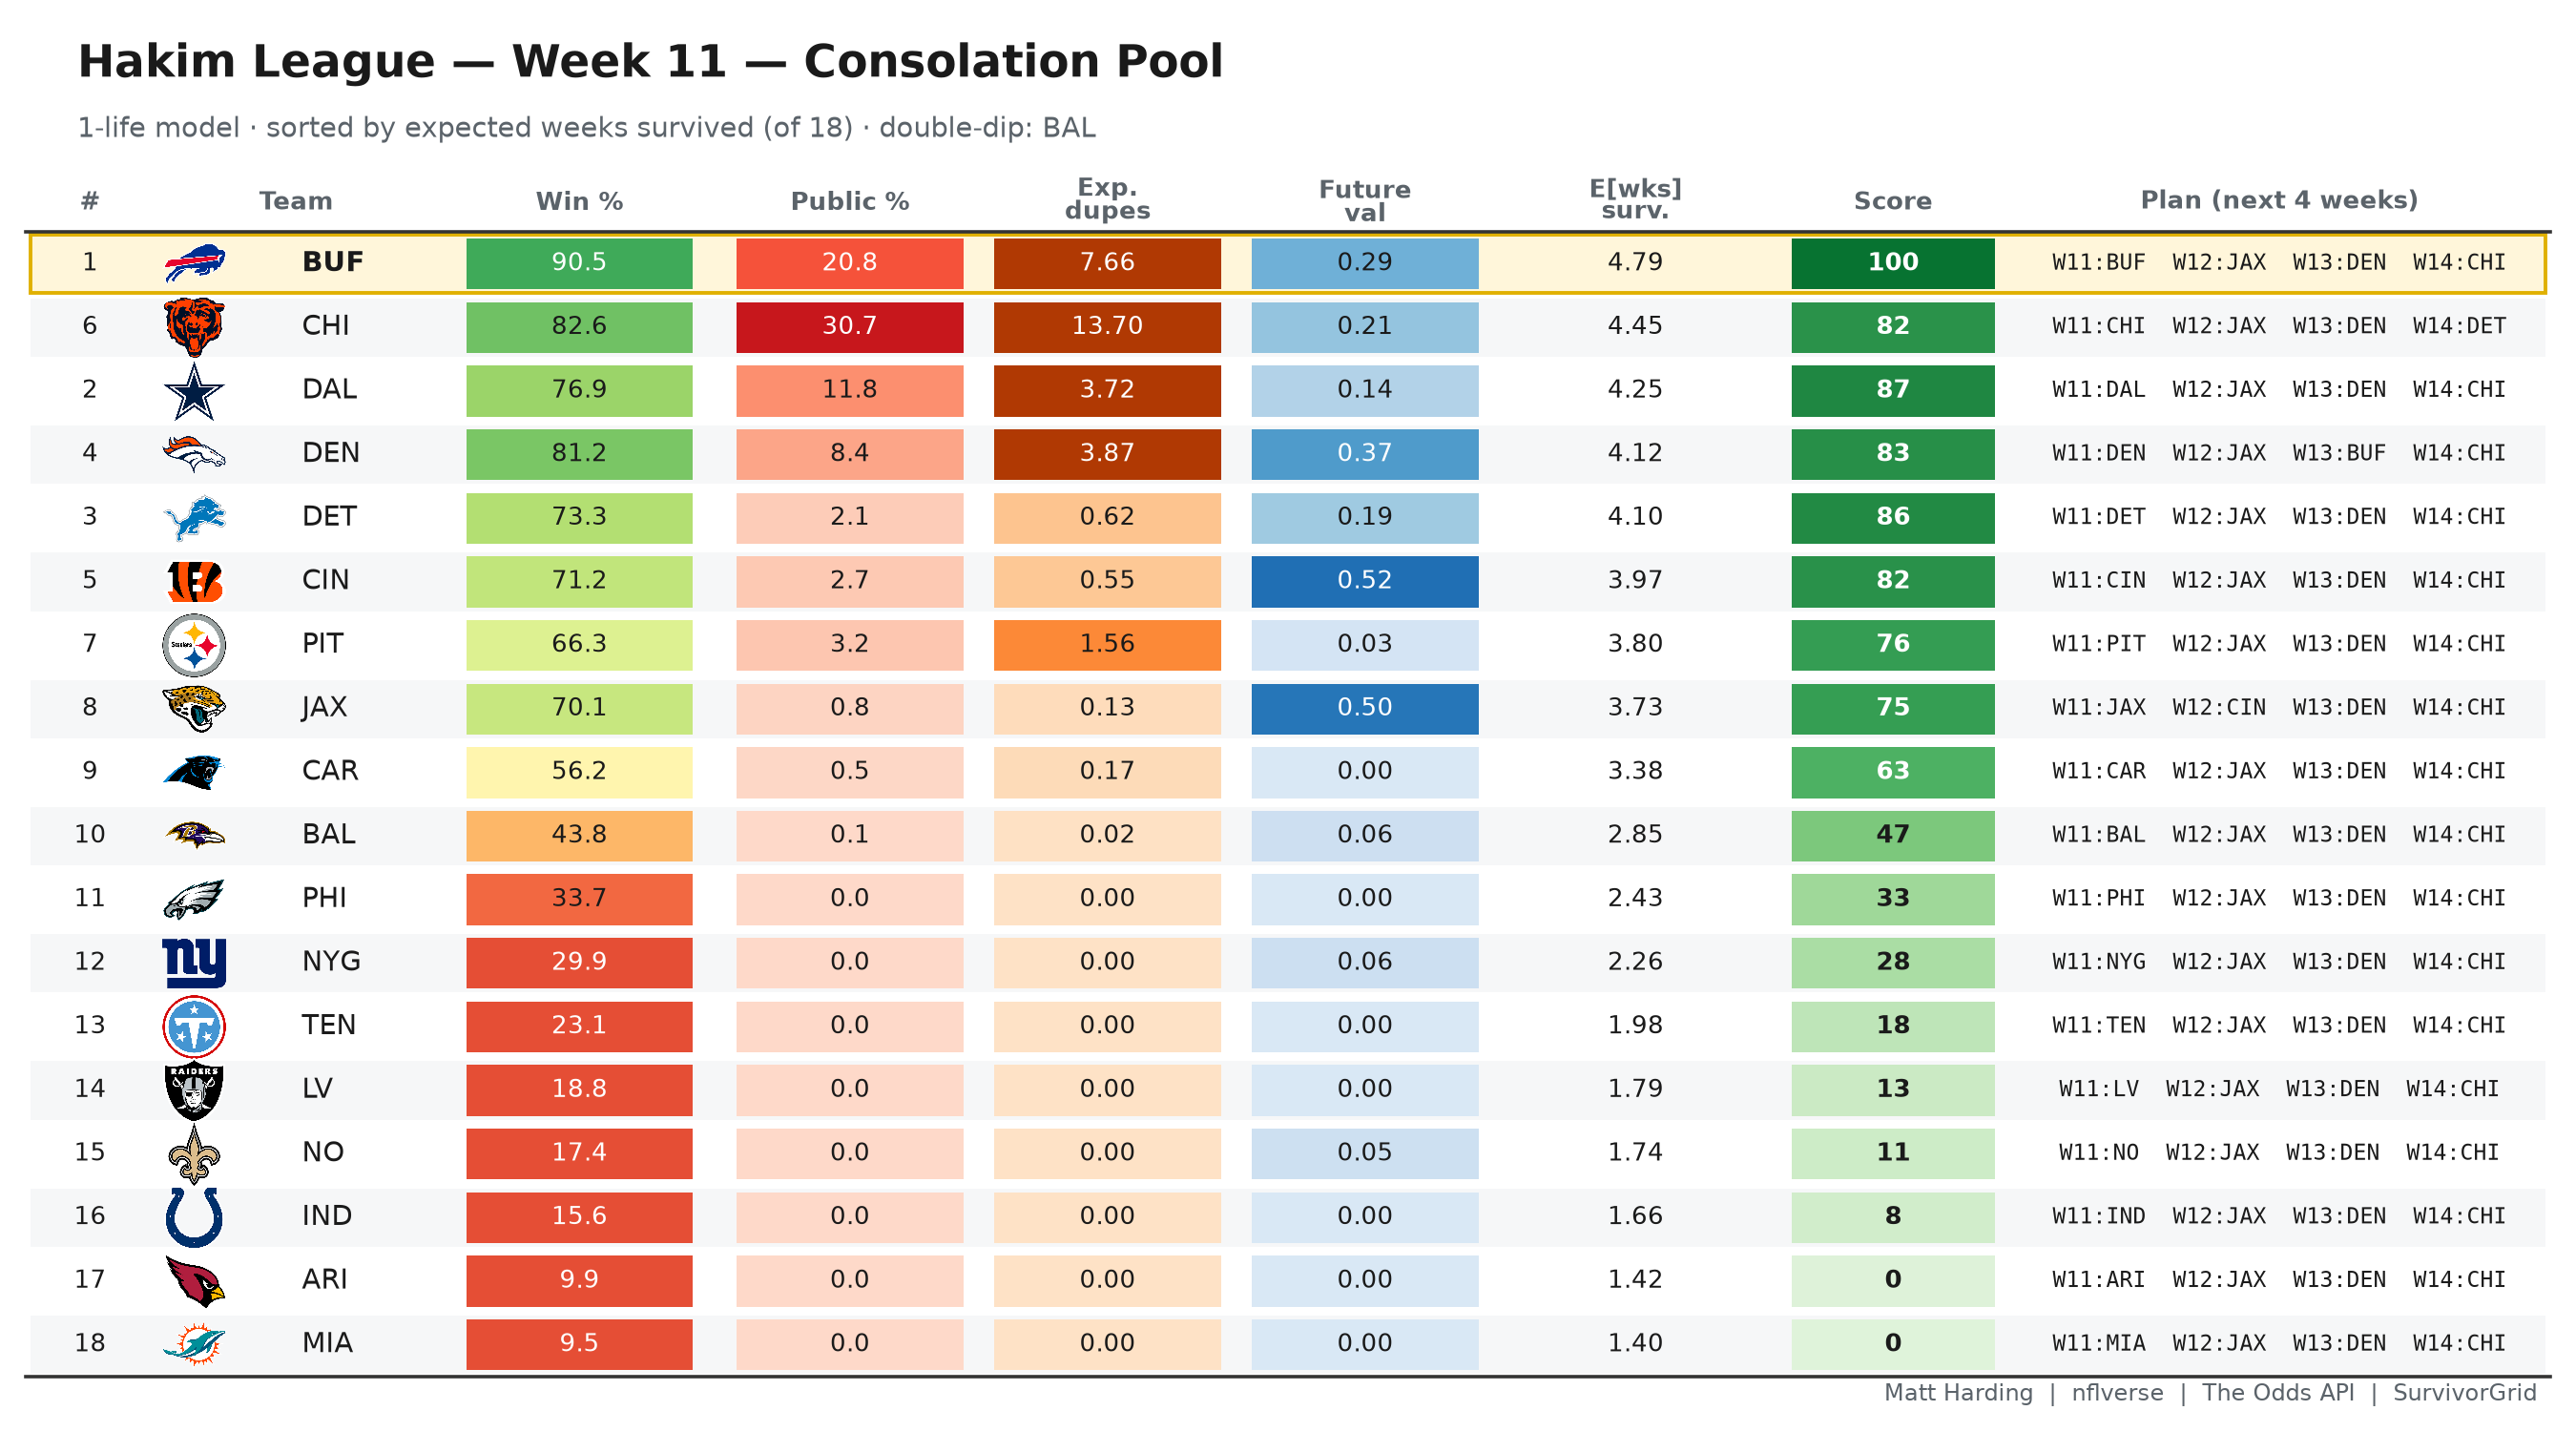 Hakim League — Week 11 — Consolation Pool
1-life model · sorted by expected weeks survived (of 18) · double-dip: BAL
# Team Win % Public % Exp. dupes Future val E[wks] surv. Score Plan (next 4 weeks)
1 BUF 90.5 20.8 7.66 0.29 4.79 100 W11:BUF W12:JAX W13:DEN W14:CHI
6 CHI 82.6 30.7 13.70 0.21 4.45 82 W11:CHI W12:JAX W13:DEN W14:DET
2 DAL 76.9 11.8 3.72 0.14 4.25 87 W11:DAL W12:JAX W13:DEN W14:CHI
4 DEN 81.2 8.4 3.87 0.37 4.12 83 W11:DEN W12:JAX W13:BUF W14:CHI
3 DET 73.3 2.1 0.62 0.19 4.10 86 W11:DET W12:JAX W13:DEN W14:CHI
5 CIN 71.2 2.7 0.55 0.52 3.97 82 W11:CIN W12:JAX W13:DEN W14:CHI
7 Steelers PIT 66.3 3.2 1.56 0.03 3.80 76 W11:PIT W12:JAX W13:DEN W14:CHI
8 JAX 70.1 0.8 0.13 0.50 3.73 75 W11:JAX W12:CIN W13:DEN W14:CHI
9 CAR 56.2 0.5 0.17 0.00 3.38 63 W11:CAR W12:JAX W13:DEN W14:CHI
10 BAL 43.8 0.1 0.02 0.06 2.85 47 W11:BAL W12:JAX W13:DEN W14:CHI
11 PHI 33.7 0.0 0.00 0.00 2.43 33 W11:PHI W12:JAX W13:DEN W14:CHI
12 ny NYG 29.9 0.0 0.00 0.06 2.26 28 W11:NYG W12:JAX W13:DEN W14:CHI
13 T TEN 23.1 0.0 0.00 0.00 1.98 18 W11:TEN W12:JAX W13:DEN W14:CHI
14 RAIDERS LV 18.8 0.0 0.00 0.00 1.79 13 W11:LV W12:JAX W13:DEN W14:CHI
15 NO 17.4 0.0 0.00 0.05 1.74 11 W11:NO W12:JAX W13:DEN W14:CHI
16 IND 15.6 0.0 0.00 0.00 1.66 8 W11:IND W12:JAX W13:DEN W14:CHI
17 ARI 9.9 0.0 0.00 0.00 1.42 0 W11:ARI W12:JAX W13:DEN W14:CHI
18 MIA 9.5 0.0 0.00 0.00 1.40 0 W11:MIA W12:JAX W13:DEN W14:CHI
Matt Harding | nflverse | The Odds API | SurvivorGrid